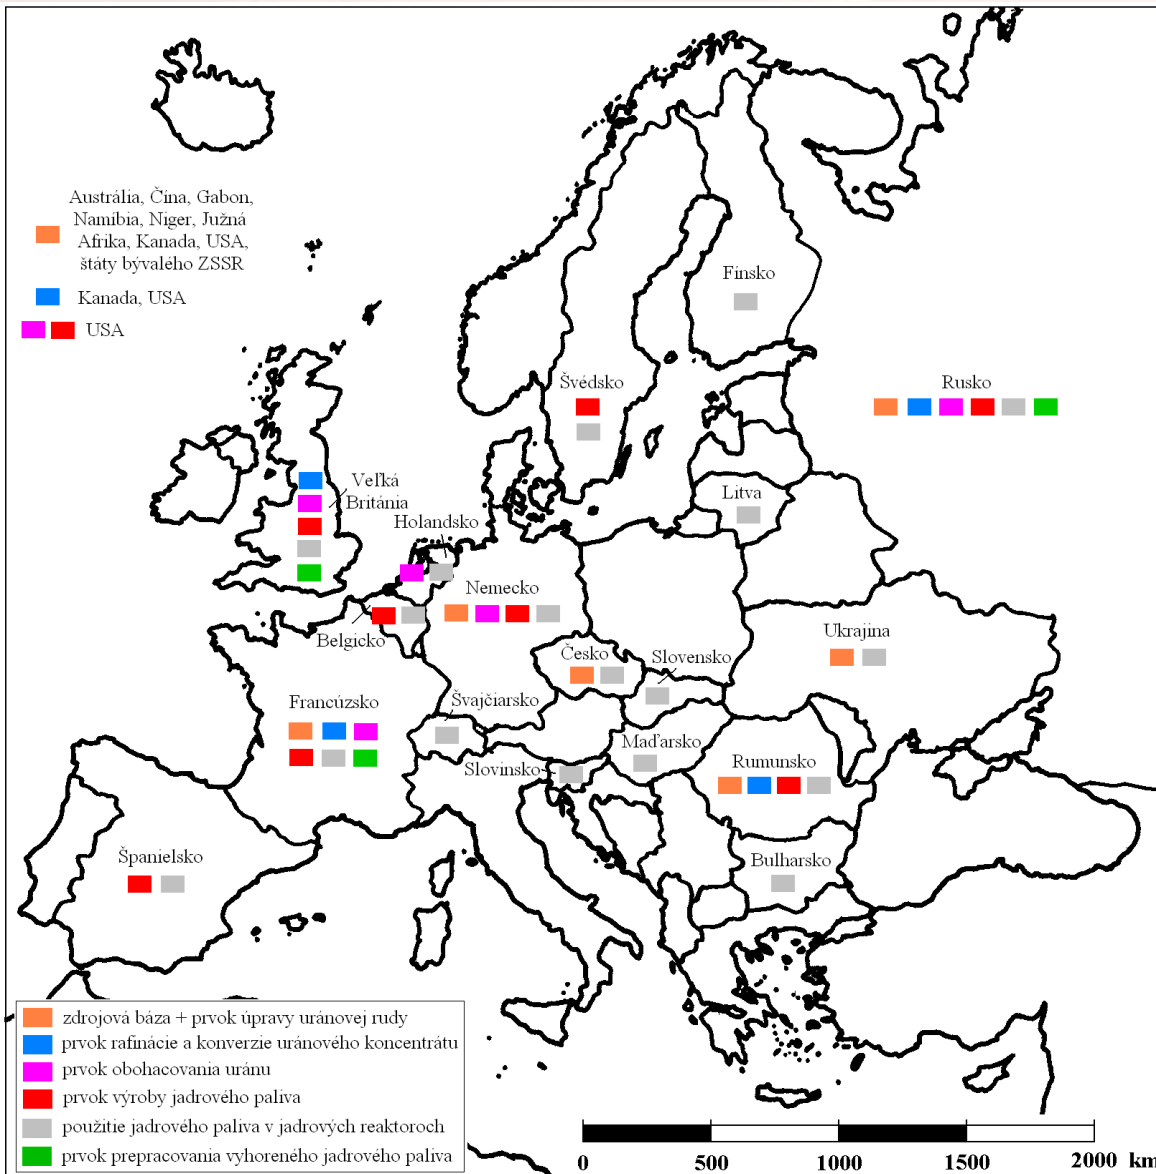 Austrália, Čína, Gabon,
Namíbia, Niger, Južná
Afrika, Kanada, USA,
štáty bývalého ZSSR
Kanada, USA
USA
Fínsko
Švédsko
Rusko
Veľká
Británia
Litva
Holandsko
Nemecko
Belgicko
Ukrajina
Česko
Slovensko
Francúzsko
Švajčiarsko
Maďarsko
Slovinsko
Rumunsko
Španielsko
Bulharsko
zdrojová báza + prvok úpravy uránovej rudy
prvok rafinácie a konverzie uránového koncentrátu
prvok obohacovania uránu
prvok výroby jadrového paliva
použitie jadrového paliva v jadrových reaktoroch
prvok prepracovania vyhoreného jadrového paliva
0 500 1000 1500 2000 km